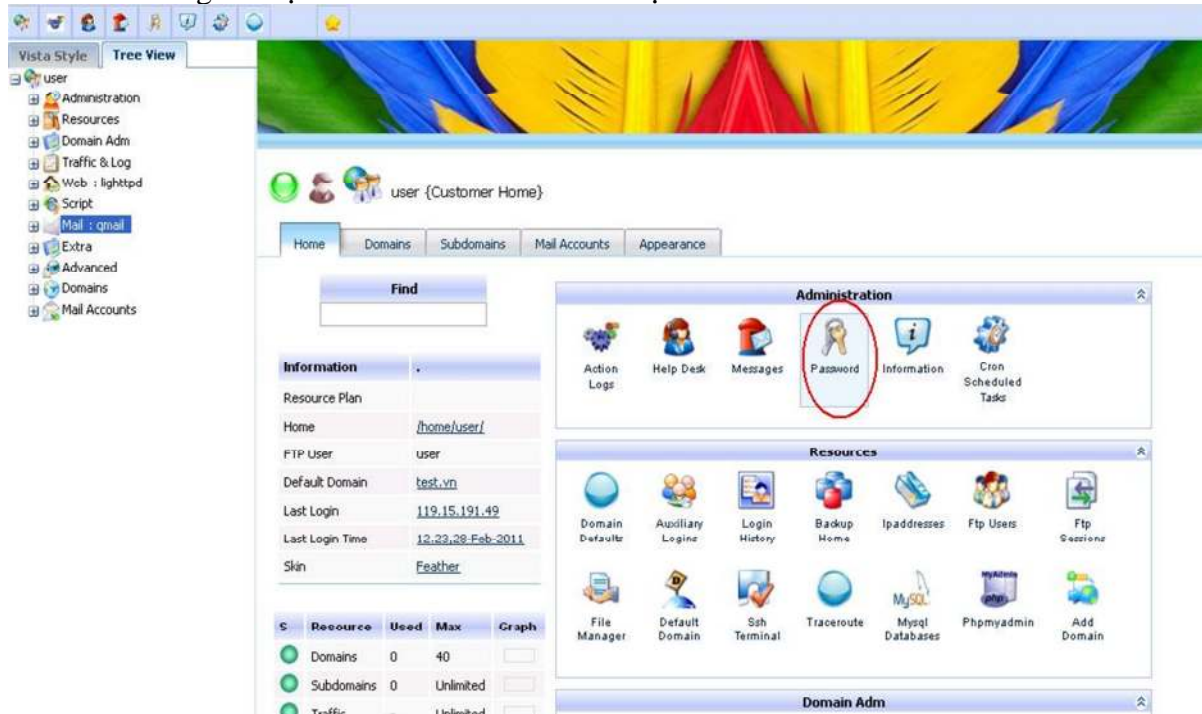 Vista Style Tree View
user
Administration
Resources
Domain Adm
Traffic & Log
Web : lighttpd
Script
Mail : qmail
Extra
Advanced
Domains
Mail Accounts
user {Customer Home}
Home Domains Subdomains Mail Accounts Appearance
Find
Information .
Resource Plan
Home /home/user/
FTP User user
Default Domain test.vn
Last Login 119.15.191.49
Last Login Time 12.23,28-Feb-2011
Skin Feather
S Resource Used Max Graph
Domains 0 40
Subdomains 0 Unlimited
Traffic - Unlimited
Administration
Action Logs
Help Desk
Messages
Password
Information
Cron Scheduled Tasks
Resources
Domain Defaults
Auxiliary Logins
Login History
Backup Home
Ipaddresses
Ftp Users
Ftp Sessions
File Manager
Default Domain
Ssh Terminal
Traceroute
MySQL
Mysql Databases
MyAdmin
php
Phpmyadmin
Add Domain
Domain Adm